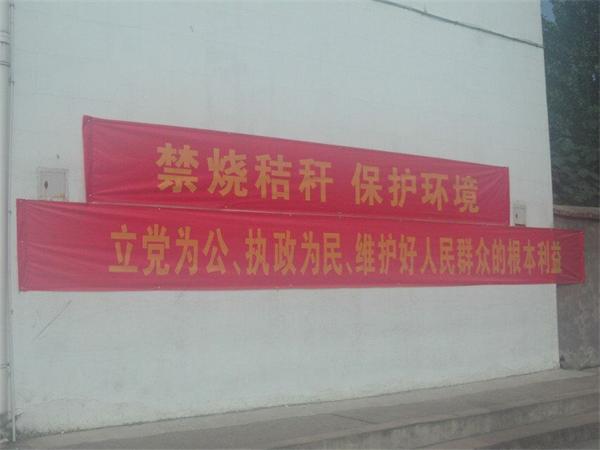 禁烧秸秆 保护环境
立党为公、执政为民、维护好人民群众的根本利益